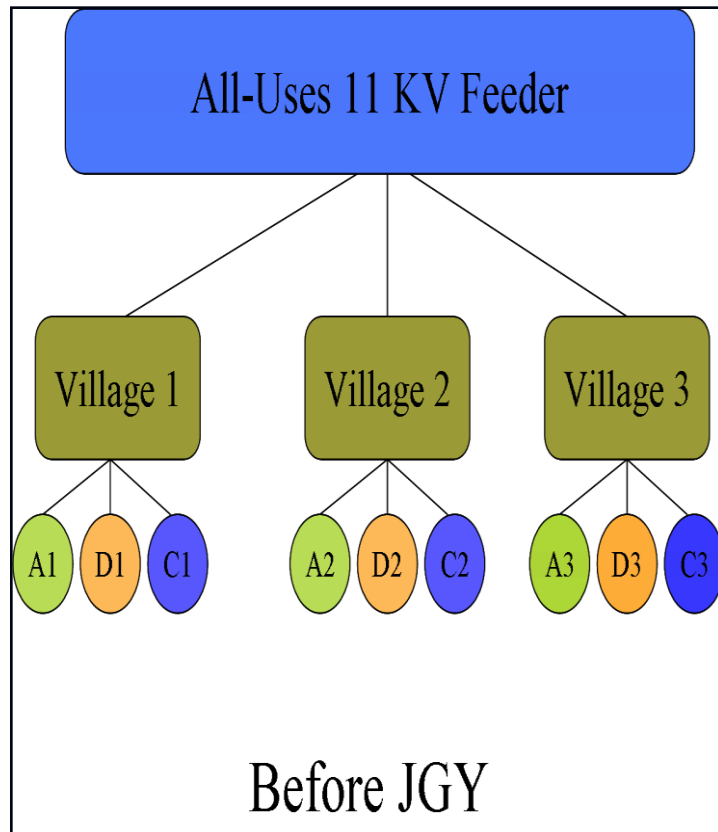 All-Uses 11 KV Feeder
Village 1
Village 2
Village 3
A1 D1 C1
A2 D2 C2
A3 D3 C3
Before JGY